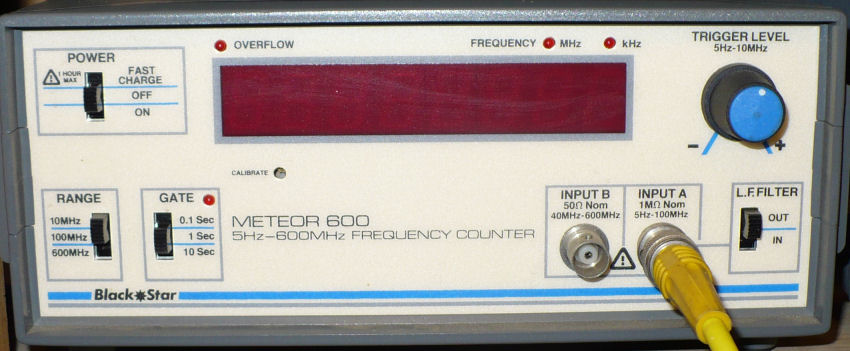 POWER
1 HOUR MAX
FAST CHARGE
OFF
ON
OVERFLOW
FREQUENCY MHz kHz
TRIGGER LEVEL
5Hz-10MHz
- +
CALIBRATE
RANGE
10MHz
100MHz
600MHz
GATE
0.1 Sec
1 Sec
10 Sec
METEOR 600
5Hz-600MHz FREQUENCY COUNTER
INPUT B
50Ω Nom
40MHz-600MHz
INPUT A
1MΩ Nom
5Hz-100MHz
L.F. FILTER
OUT
IN
Black Star